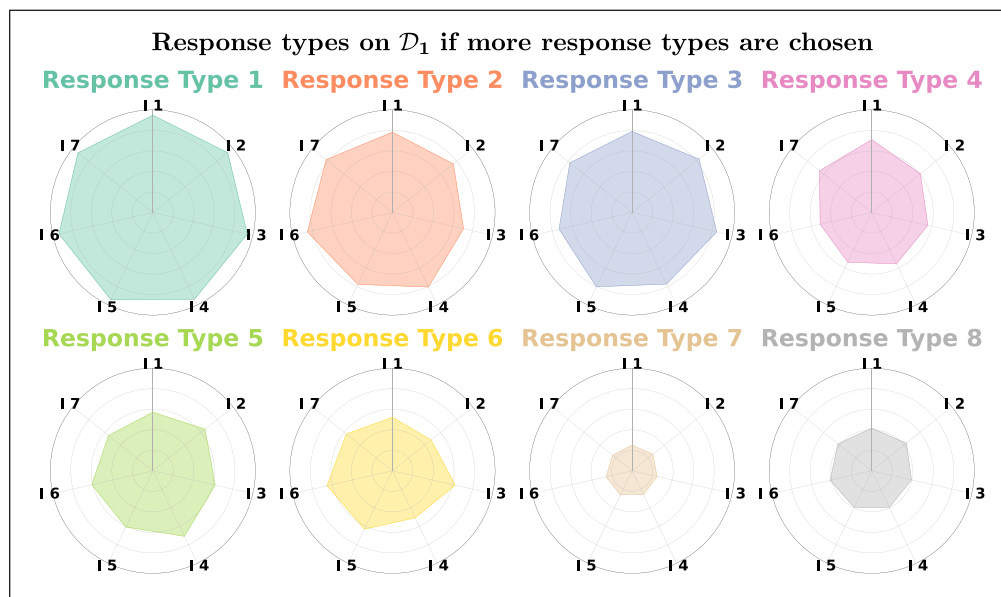 Response types on 𝒟₁ if more response types are chosen
Response Type 1
Response Type 2
Response Type 3
Response Type 4
I 1
I 2
I 3
I 4
I 5
I 6
I 7
I 1
I 2
I 3
I 4
I 5
I 6
I 7
I 1
I 2
I 3
I 4
I 5
I 6
I 7
I 1
I 2
I 3
I 4
I 5
I 6
I 7
Response Type 5
Response Type 6
Response Type 7
Response Type 8
I 1
I 2
I 3
I 4
I 5
I 6
I 7
I 1
I 2
I 3
I 4
I 5
I 6
I 7
I 1
I 2
I 3
I 4
I 5
I 6
I 7
I 1
I 2
I 3
I 4
I 5
I 6
I 7